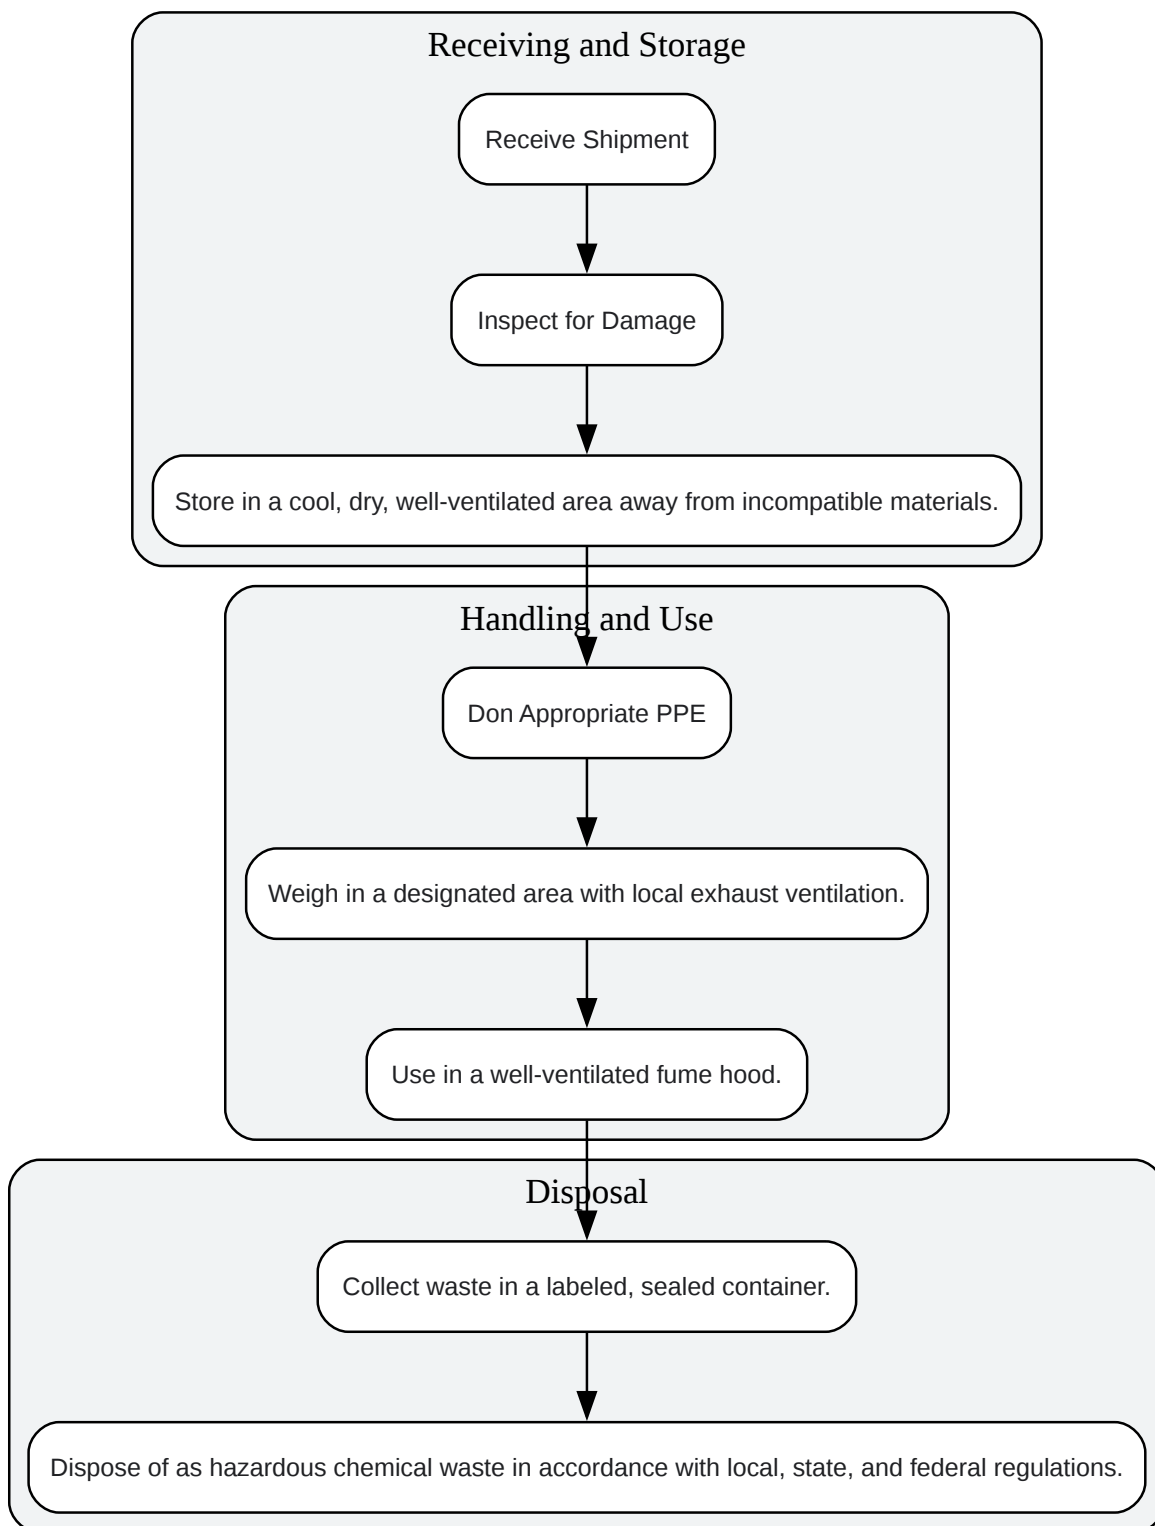 Receiving and Storage
Receive Shipment
Inspect for Damage
Store in a cool, dry, well-ventilated area away from incompatible materials.
Handling and Use
Don Appropriate PPE
Weigh in a designated area with local exhaust ventilation.
Use in a well-ventilated fume hood.
Disposal
Collect waste in a labeled, sealed container.
Dispose of as hazardous chemical waste in accordance with local, state, and federal regulations.